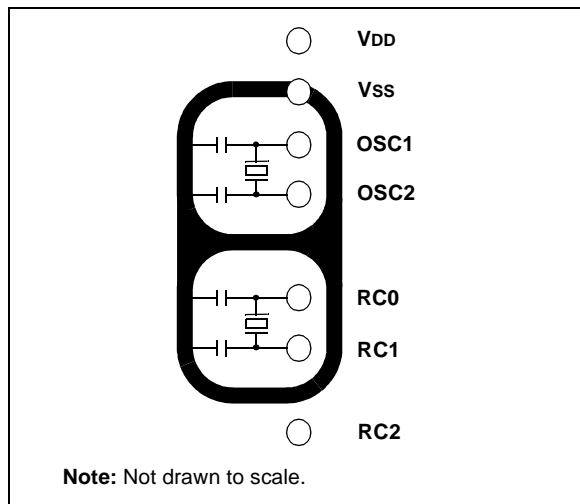 VDD
VSS
OSC1
OSC2
RC0
RC1
RC2
Note: Not drawn to scale.